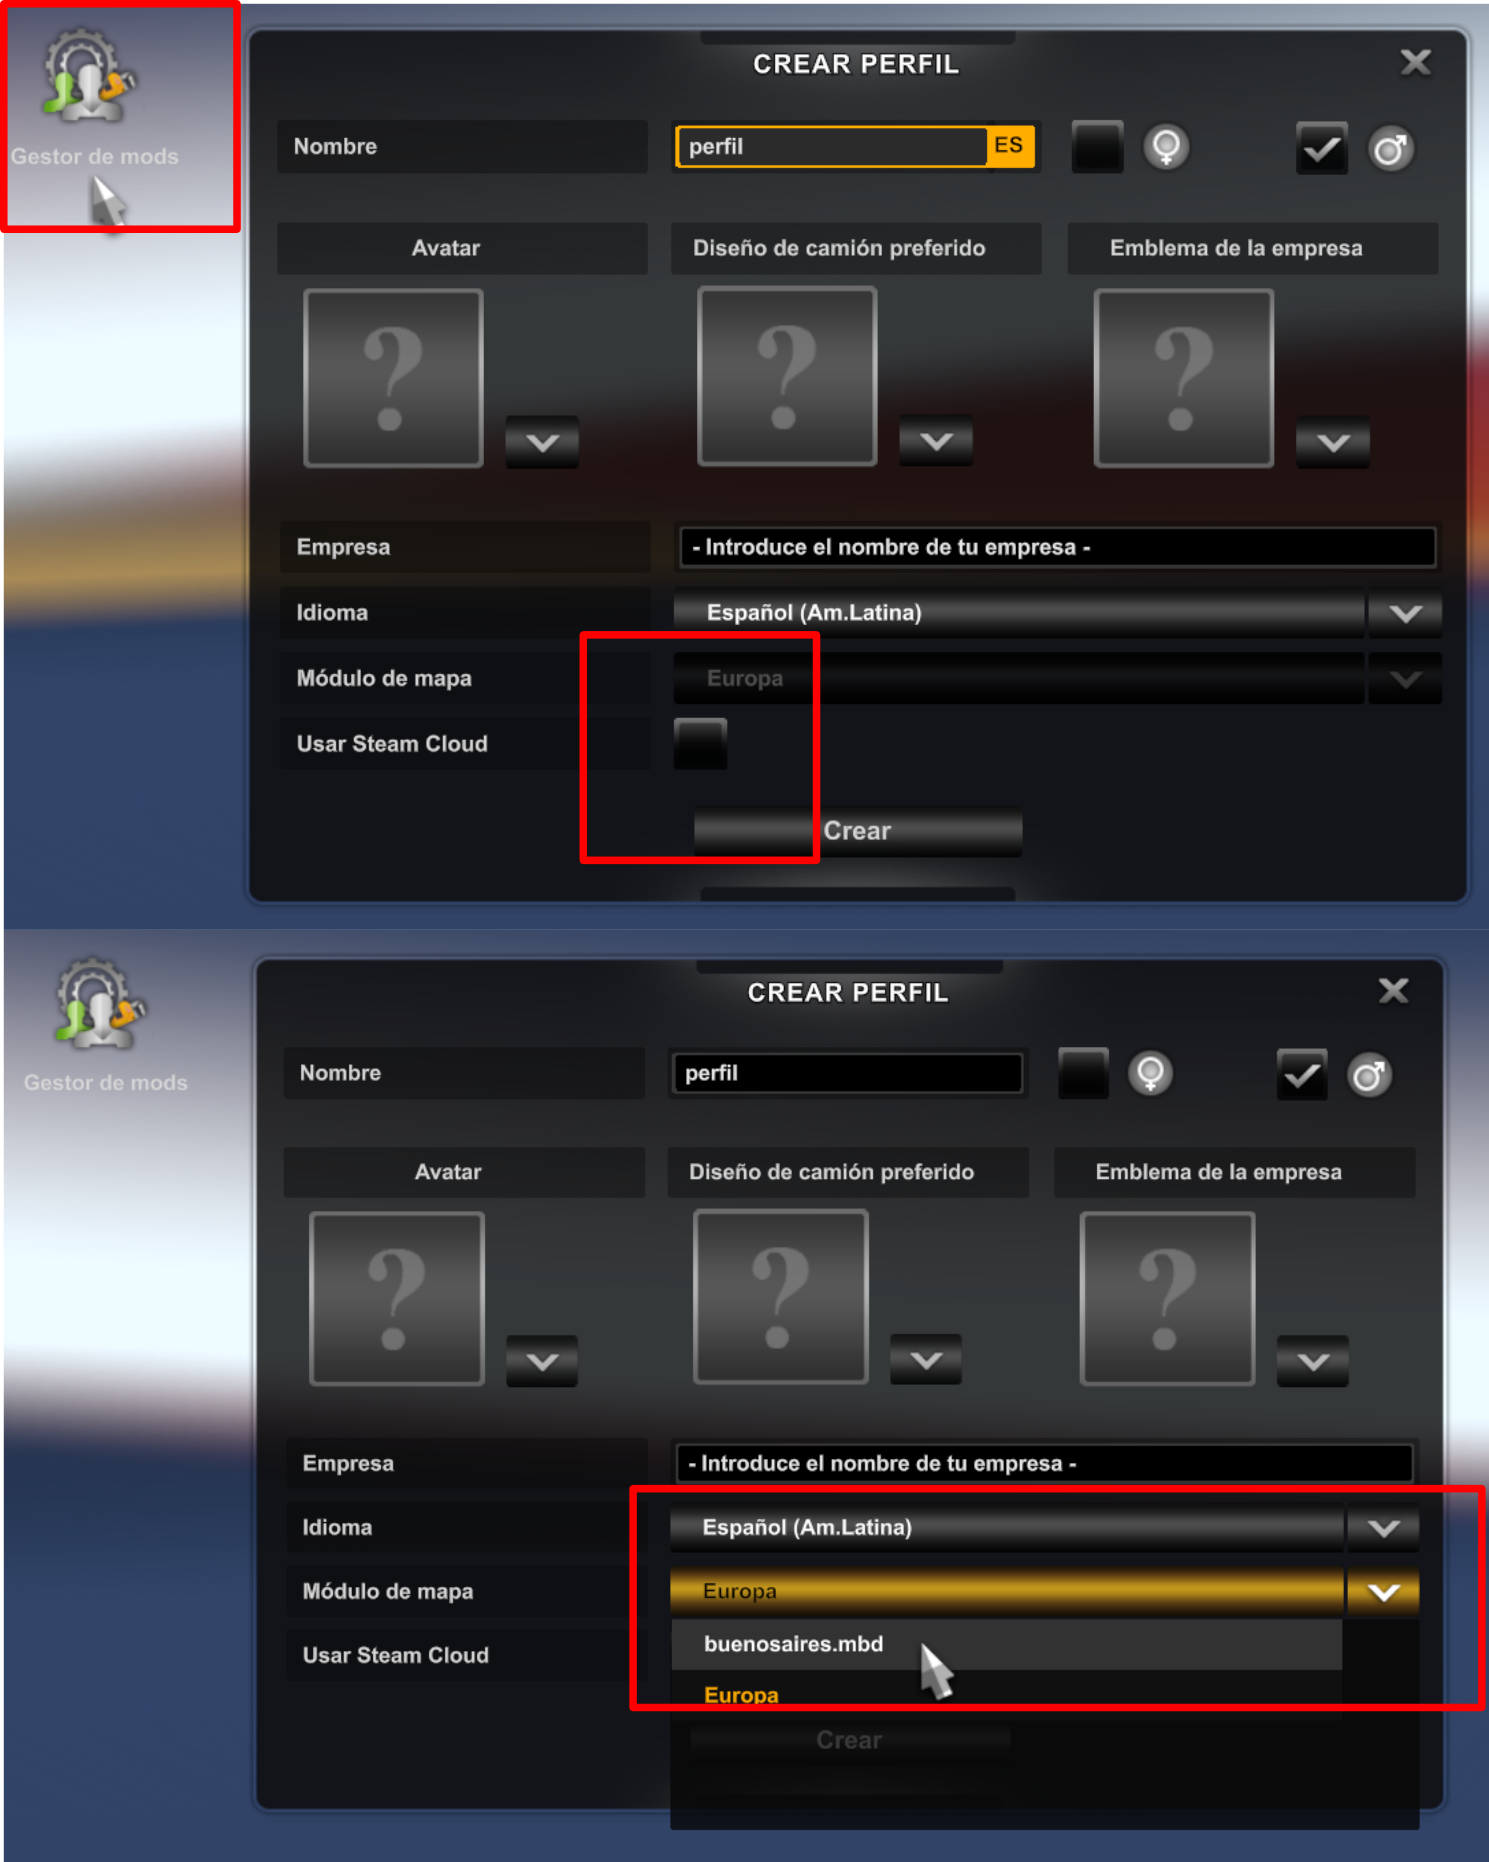 CREAR PERFIL
Gestor de mods
Nombre
perfil
ES
Avatar
Diseño de camión preferido
Emblema de la empresa
?
?
?
Empresa
- Introduce el nombre de tu empresa -
Idioma
Español (Am.Latina)
Módulo de mapa
Europa
Usar Steam Cloud
Crear
CREAR PERFIL
Gestor de mods
Nombre
perfil
Avatar
Diseño de camión preferido
Emblema de la empresa
?
?
?
Empresa
- Introduce el nombre de tu empresa -
Idioma
Español (Am.Latina)
Módulo de mapa
Europa
buenosaires.mbd
Usar Steam Cloud
Europa
Crear